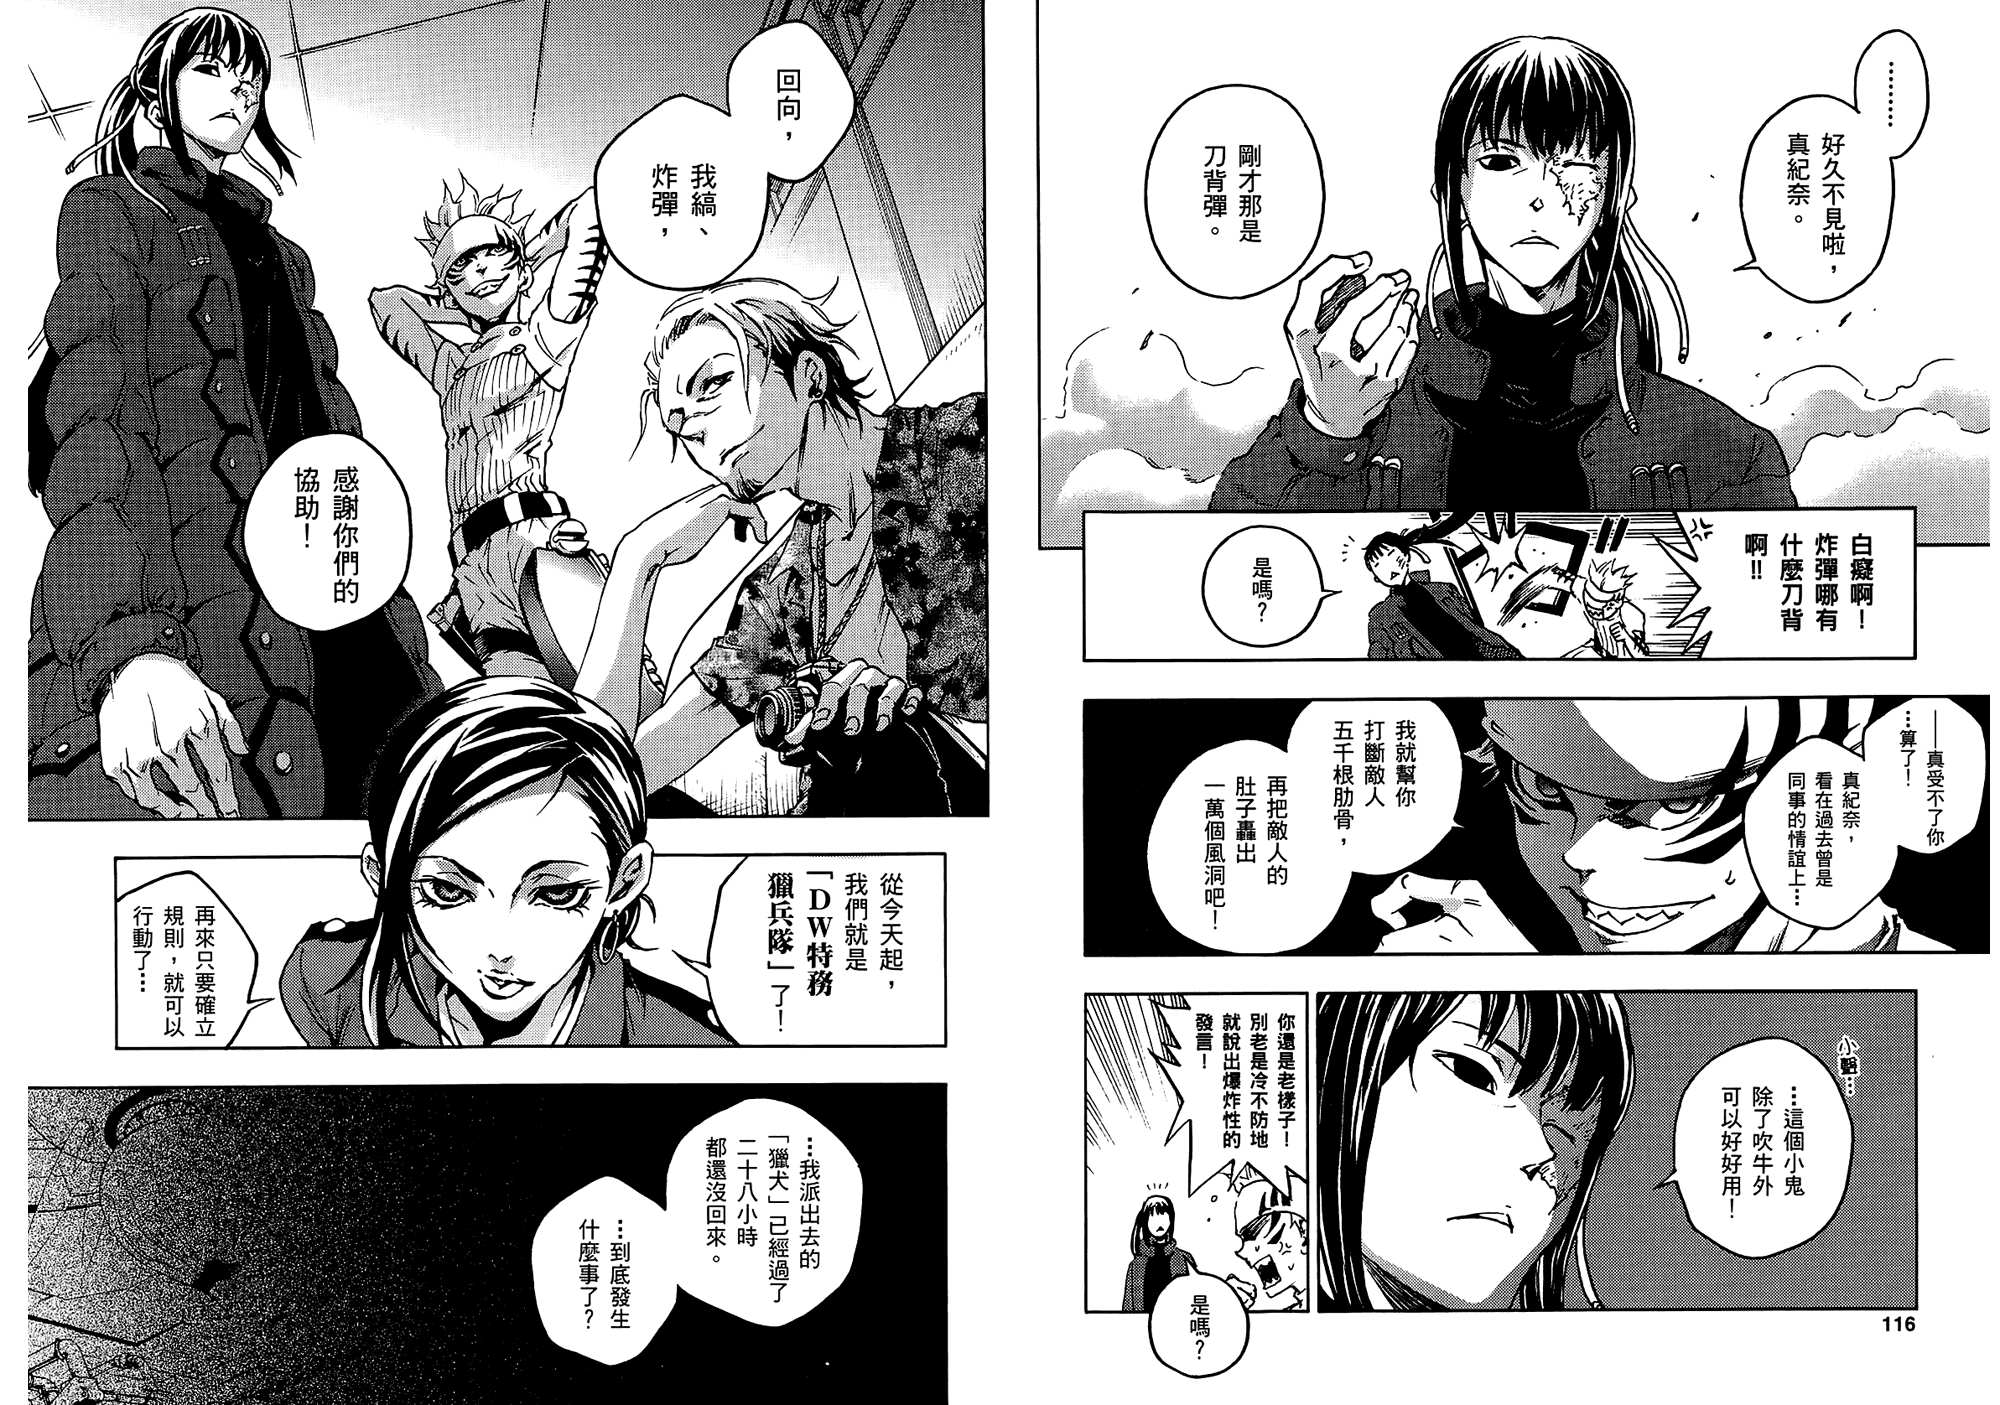 ………
好久不見啦，
真紀奈。
剛才那是
刀背彈。
白癡啊！
炸彈哪有
什麼刀背
啊!!
是嗎？
——真受不了你
…算了！
真紀奈，
看在過去曾是
同事的情誼上…
我就幫你
打斷敵人
五千根肋骨，
再把敵人的
肚子轟出
一萬個風洞吧！
小聲…
…這個小鬼
除了吹牛外
可以好好用！
你還是老樣子！
別老是冷不防地
就說出爆炸性的
發言！
是嗎？
116
回向，
我縞、
炸彈，
感謝你們的
協助！
從今天起，
我們就是
「DW特務
獵兵隊」了！
再來只要確立
規則，就可以
行動了…
…我派出去的
「獵犬」已經過了
二十八小時
都還沒回來。
…到底發生
什麼事了？